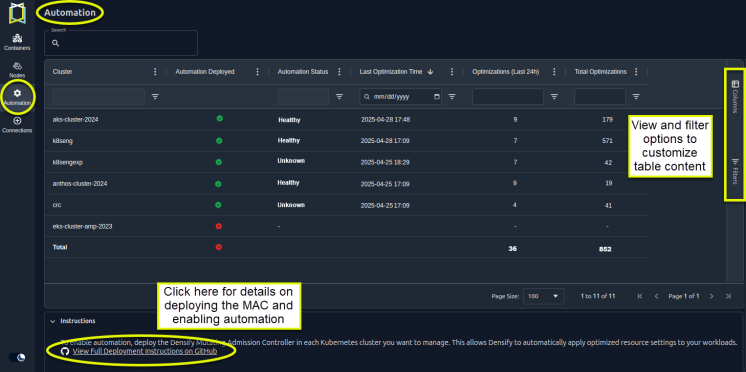 Automation
Search
Containers
Nodes
Automation
Connections
Cluster Automation Deployed Automation Status Last Optimization Time Optimizations (Last 24h) Total Optimizations
mm/dd/yyyy
aks-cluster-2024 Healthy 2025-04-28 17:48 9 179
k8seng Healthy 2025-04-28 17:09 7 571
k8sengexp Unknown 2025-04-25 18:29 7 42
anthos-cluster-2024 Healthy 2025-04-25 17:09 9 19
crc Unknown 2025-04-25 17:09 4 41
eks-cluster-amp-2023 - - -
Total 36 852
Columns
Filters
View and filter
options to
customize
table content
Click here for details on
deploying the MAC and
enabling automation
Page Size: 100 1 to 11 of 11 Page 1 of 1
Instructions
To enable automation, deploy the Densify Mutating Admission Controller in each Kubernetes cluster you want to manage. This allows Densify to automatically apply optimized resource settings to your workloads.
View Full Deployment Instructions on GitHub